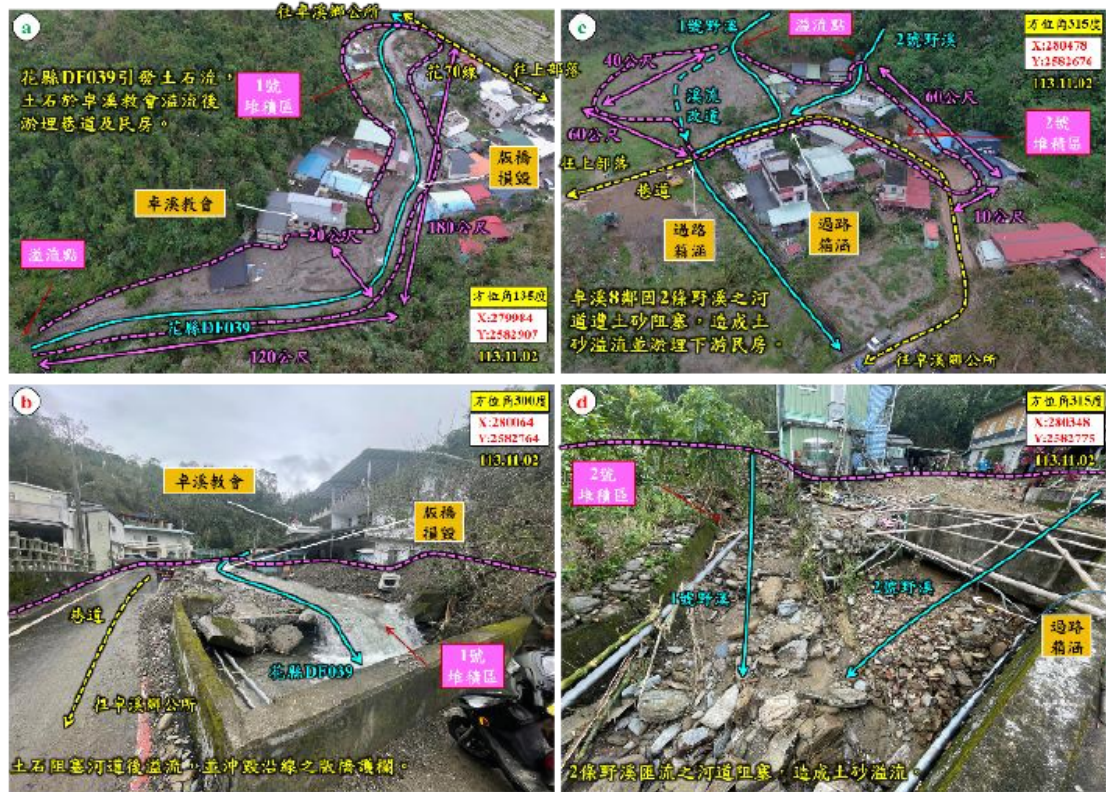 a
往卓溪鄉公所
花縣DF039引發土石流，
土石於卓溪教會溢流後
淤埋巷道及民房。
1號
堆積區
花70線
往上部落
版橋
損毀
卓溪教會
20公尺
180公尺
溢流點
花縣DF039
120公尺
方位角135度
X:279984
Y:2582907
113.11.02
c
1號野溪
溢流點
2號野溪
方位角315度
X:280478
Y:2582676
113.11.02
40公尺
溪流
改道
60公尺
60公尺
2號
堆積區
往上部落
巷道
10公尺
過路
箱涵
過路
箱涵
卓溪8鄰因2條野溪之河
道遭土砂阻塞，造成土
砂溢流並淤埋下游民房。
往卓溪鄉公所
b
方位角300度
X:280064
Y:2582764
113.11.02
卓溪教會
版橋
損毀
巷道
花縣DF039
1號
堆積區
往卓溪鄉公所
土石阻塞河道後溢流，並沖毀沿線之版橋護欄。
d
方位角315度
X:280348
Y:2582775
113.11.02
2號
堆積區
1號野溪
2號野溪
過路
箱涵
2條野溪匯流之河道阻塞，造成土砂溢流。